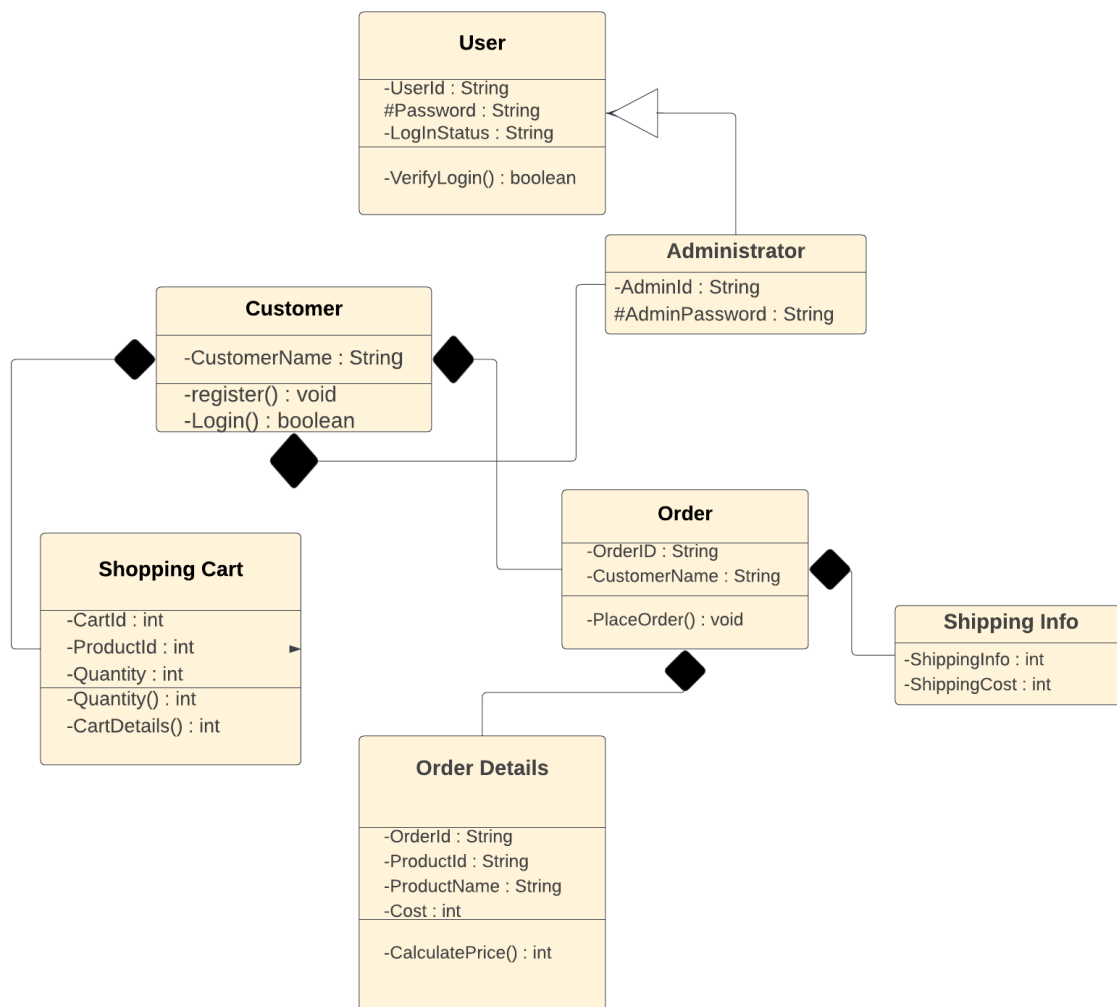 User
-UserId : String
#Password : String
-LogInStatus : String
-VerifyLogin() : boolean
Administrator
-AdminId : String
#AdminPassword : String
Customer
-CustomerName : String
-register() : void
-Login() : boolean
Order
-OrderID : String
-CustomerName : String
-PlaceOrder() : void
Shopping Cart
-CartId : int
-ProductId : int
-Quantity : int
-Quantity() : int
-CartDetails() : int
Shipping Info
-ShippingInfo : int
-ShippingCost : int
Order Details
-OrderId : String
-ProductId : String
-ProductName : String
-Cost : int
-CalculatePrice() : int